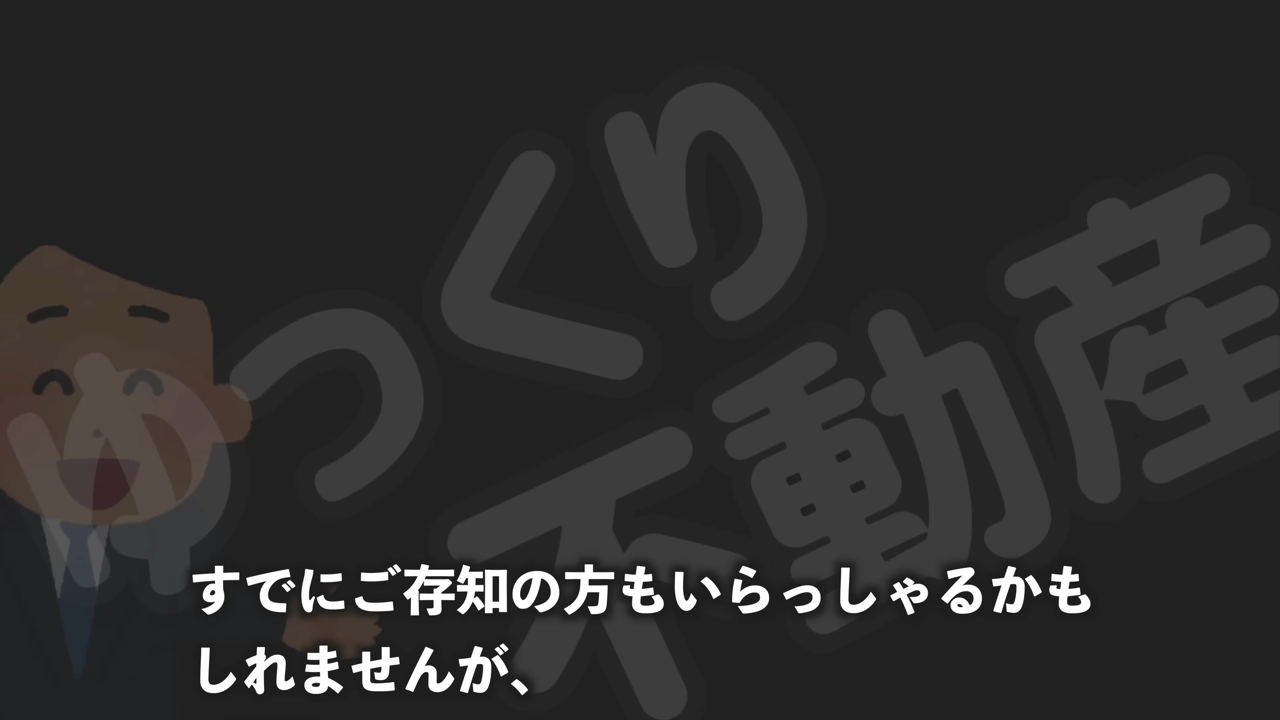 ゆっくり
不動産
すでにご存知の方もいらっしゃるかも
しれませんが、